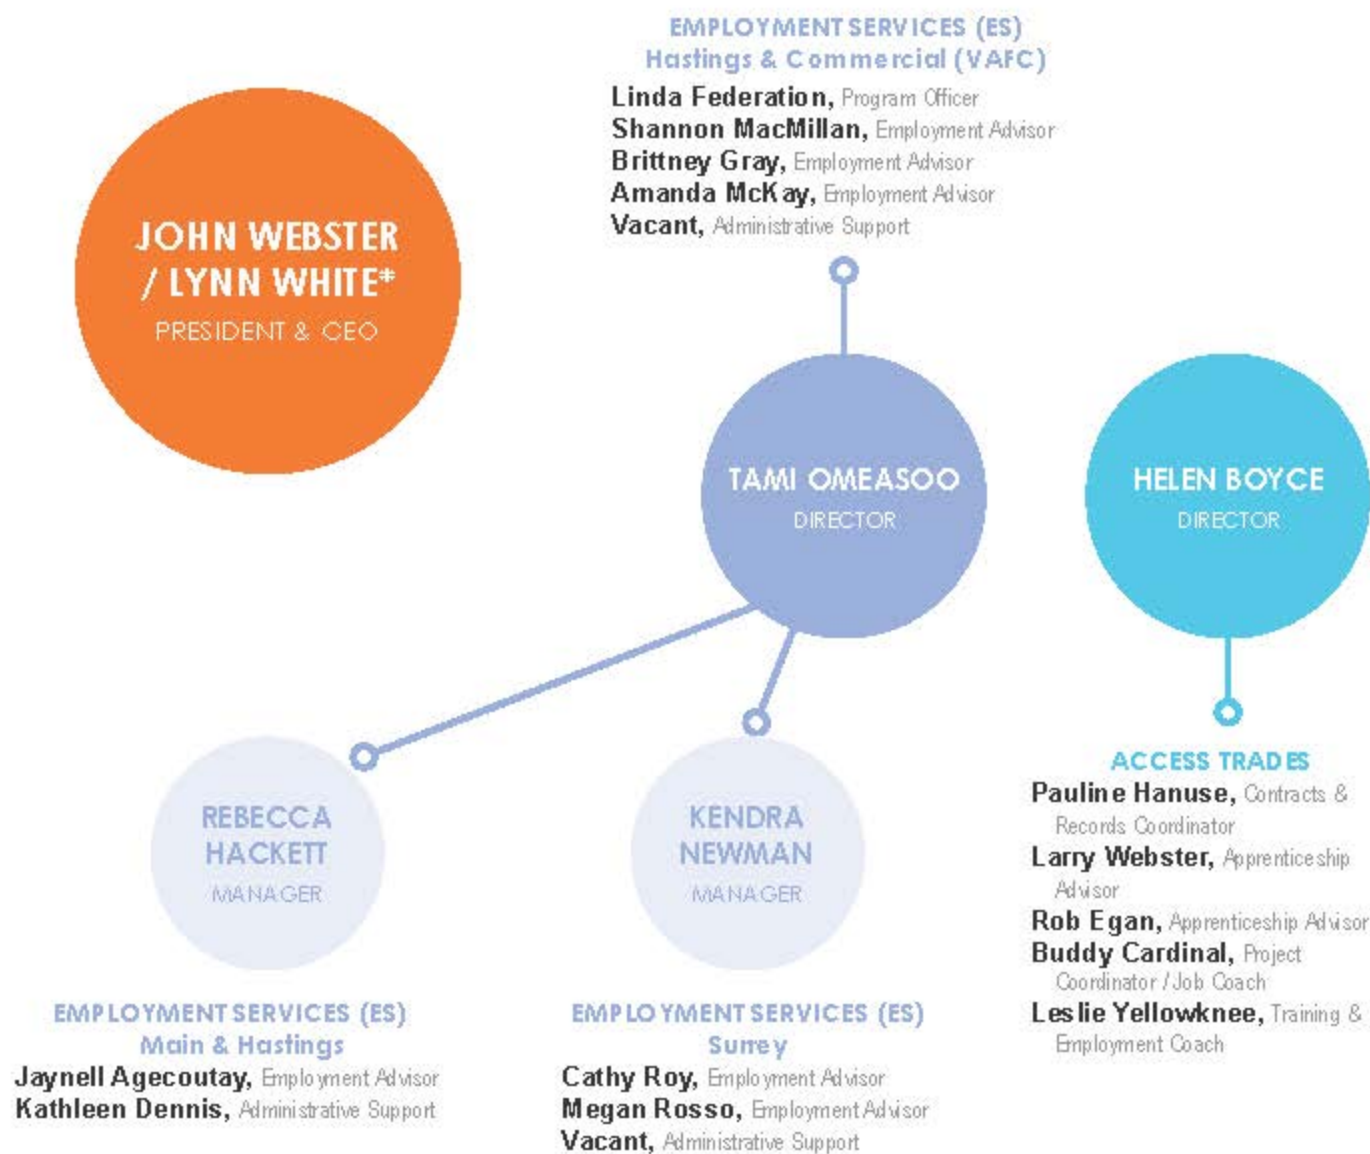 EMPLOYMENT SERVICES (ES)
Hastings & Commercial (VAFC)
Linda Federation, Program Officer
Shannon MacMillan, Employment Advisor
Brittney Gray, Employment Advisor
Amanda McKay, Employment Advisor
Vacant, Administrative Support
JOHN WEBSTER
/ LYNN WHITE*
PRESIDENT & CEO
TAMI OMEASOO
DIRECTOR
HELEN BOYCE
DIRECTOR
REBECCA
HACKETT
MANAGER
EMPLOYMENT SERVICES (ES)
Main & Hastings
Jaynell Agecoutay, Employment Advisor
Kathleen Dennis, Administrative Support
KENDRA
NEWMAN
MANAGER
EMPLOYMENT SERVICES (ES)
Surrey
Cathy Roy, Employment Advisor
Megan Rosso, Employment Advisor
Vacant, Administrative Support
ACCESS TRADES
Pauline Hanuse, Contracts &
Records Coordinator
Larry Webster, Apprenticeship
Advisor
Rob Egan, Apprenticeship Advisor
Buddy Cardinal, Project
Coordinator / Job Coach
Leslie Yellowknee, Training &
Employment Coach